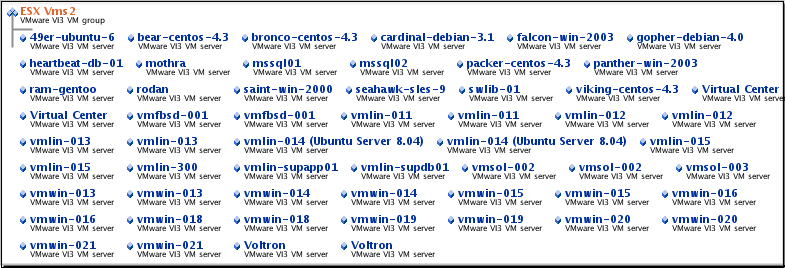 ESX Vms2
VMware VI3 VM group
49er-ubuntu-6 bear-centos-4.3 bronco-centos-4.3 cardinal-debian-3.1 falcon-win-2003 gopher-debian-4.0
VMware VI3 VM server VMware VI3 VM server VMware VI3 VM server VMware VI3 VM server VMware VI3 VM server VMware VI3 VM server
heartbeat-db-01 mothra mssql01 mssql02 packer-centos-4.3 panther-win-2003
VMware VI3 VM server VMware VI3 VM server VMware VI3 VM server VMware VI3 VM server VMware VI3 VM server VMware VI3 VM server
ram-gentoo rodan saint-win-2000 seahawk-sles-9 swlib-01 viking-centos-4.3 Virtual Center
VMware VI3 VM server VMware VI3 VM server VMware VI3 VM server VMware VI3 VM server VMware VI3 VM server VMware VI3 VM server VMware VI3 VM server
Virtual Center vmfbsd-001 vmfbsd-001 vmlin-011 vmlin-011 vmlin-012 vmlin-012
VMware VI3 VM server VMware VI3 VM server VMware VI3 VM server VMware VI3 VM server VMware VI3 VM server VMware VI3 VM server VMware VI3 VM server
vmlin-013 vmlin-013 vmlin-014 (Ubuntu Server 8.04) vmlin-014 (Ubuntu Server 8.04) vmlin-015
VMware VI3 VM server VMware VI3 VM server VMware VI3 VM server VMware VI3 VM server VMware VI3 VM server
vmlin-015 vmlin-300 vmlin-supapp01 vmlin-supdb01 vmsol-002 vmsol-002 vmsol-003
VMware VI3 VM server VMware VI3 VM server VMware VI3 VM server VMware VI3 VM server VMware VI3 VM server VMware VI3 VM server VMware VI3 VM server
vmwin-013 vmwin-013 vmwin-014 vmwin-014 vmwin-015 vmwin-015 vmwin-016
VMware VI3 VM server VMware VI3 VM server VMware VI3 VM server VMware VI3 VM server VMware VI3 VM server VMware VI3 VM server VMware VI3 VM server
vmwin-016 vmwin-018 vmwin-018 vmwin-019 vmwin-019 vmwin-020 vmwin-020
VMware VI3 VM server VMware VI3 VM server VMware VI3 VM server VMware VI3 VM server VMware VI3 VM server VMware VI3 VM server VMware VI3 VM server
vmwin-021 vmwin-021 Voltron Voltron
VMware VI3 VM server VMware VI3 VM server VMware VI3 VM server VMware VI3 VM server